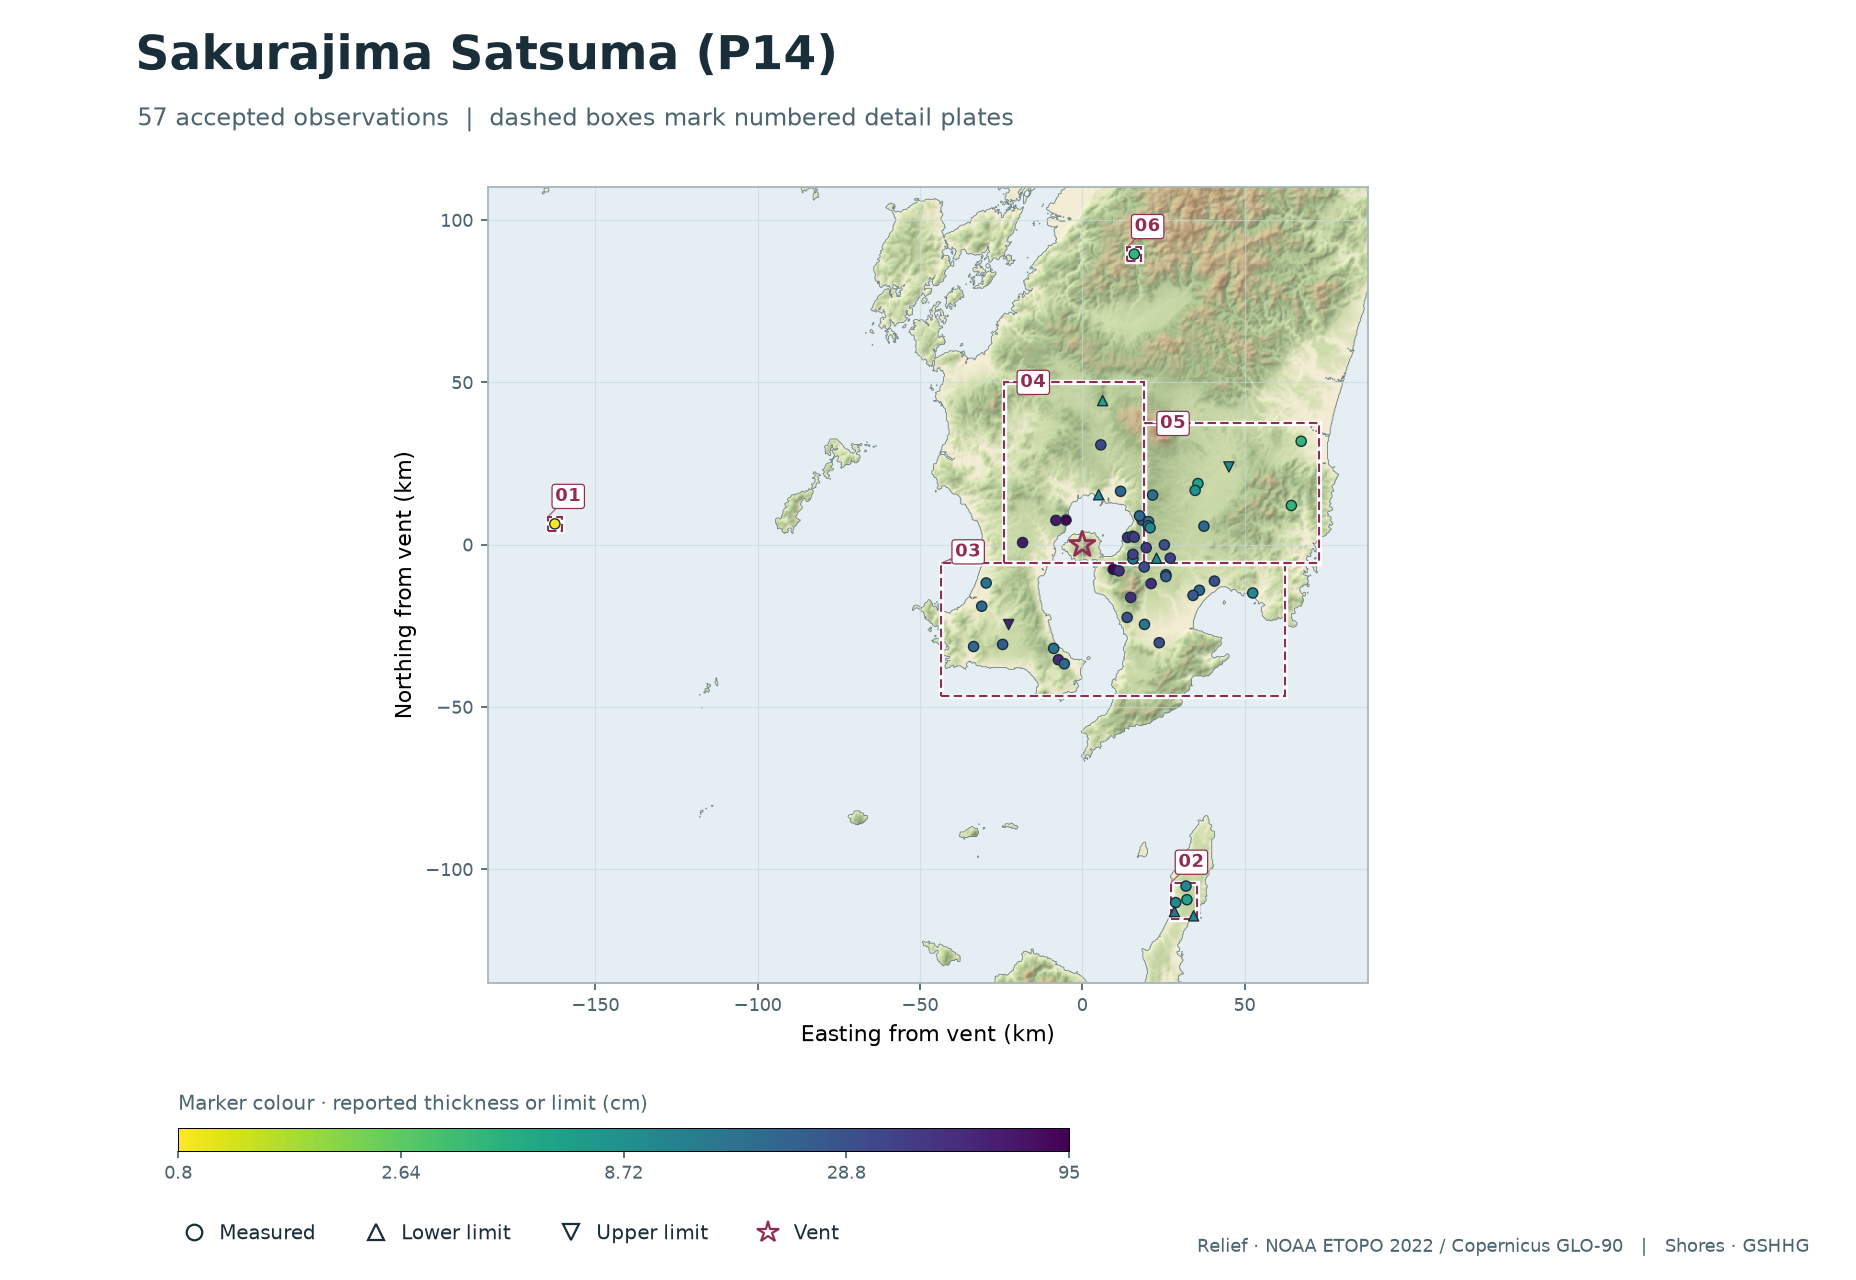 Sakurajima Satsuma (P14)
57 accepted observations | dashed boxes mark numbered detail plates
100
50
0
−50
−100
Northing from vent (km)
06
04
05
01
03
02
−150
−100
−50
0
50
Easting from vent (km)
Marker colour · reported thickness or limit (cm)
0.8
2.64
8.72
28.8
95
Measured
Lower limit
Upper limit
Vent
Relief · NOAA ETOPO 2022 / Copernicus GLO-90 | Shores · GSHHG